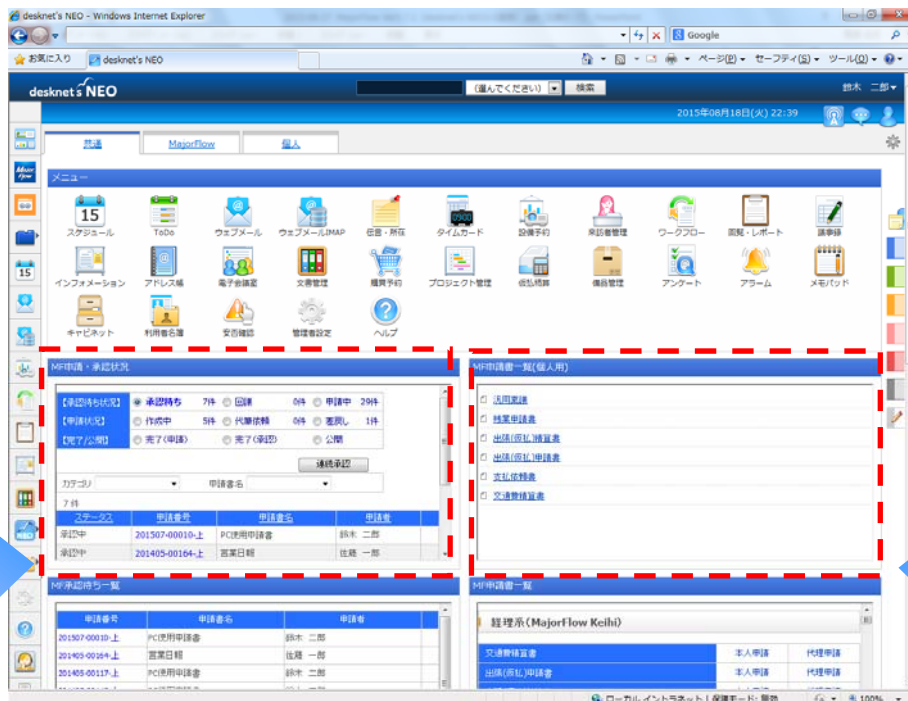 desknet's NEO - Windows Internet Explorer
Google
お気に入り desknet's NEO ページ(P) セーフティ(S) ツール(O)
desknet's NEO (選んでください) 検索 鈴木 二郎
2015年08月18日(火) 22:39
共通 MajorFlow 個人
メニュー
15
スケジュール ToDo ウェブメール ウェブメールIMAP 伝言・所在 タイムカード 設備予約 来訪者管理 ワークフロー 回覧・レポート 議事録
インフォメーション アドレス帳 電子会議室 文書管理 購買予約 プロジェクト管理 仮払精算 備品管理 アンケート アラーム メモパッド
キャビネット 利用者名簿 安否確認 管理者設定 ヘルプ
15
MF申請・承認状況
【承認待ち状況】 承認待ち 7件 回議 0件 申請中 29件
【申請状況】 作成中 5件 代筆依頼 0件 差戻し 1件
【完了/公開】 完了(申請) 完了(承認) 公開
連続承認
カテゴリ 申請書名
7 件
ステータス 申請番号 申請書名 申請者
承認中 201507-00010-上 PC使用申請書 鈴木 二郎
承認中 201405-00164-上 営業日報 佐藤 一郎
MF申請書一覧(個人用)
汎用稟議
残業申請書
出張(仮払)精算書
出張(仮払)申請書
支払依頼書
交通費精算書
MF承認待ち一覧
申請番号 申請書名 申請者
201507-00010-上 PC使用申請書 鈴木 二郎
201405-00164-上 営業日報 佐藤 一郎
201405-00117-上 PC使用申請書 鈴木 二郎
MF申請書一覧
経理系(MajorFlow Keihi)
交通費精算書 本人申請 代理申請
出張(仮払)申請書 本人申請 代理申請
ローカル イントラネット | 保護モード: 無効 100%